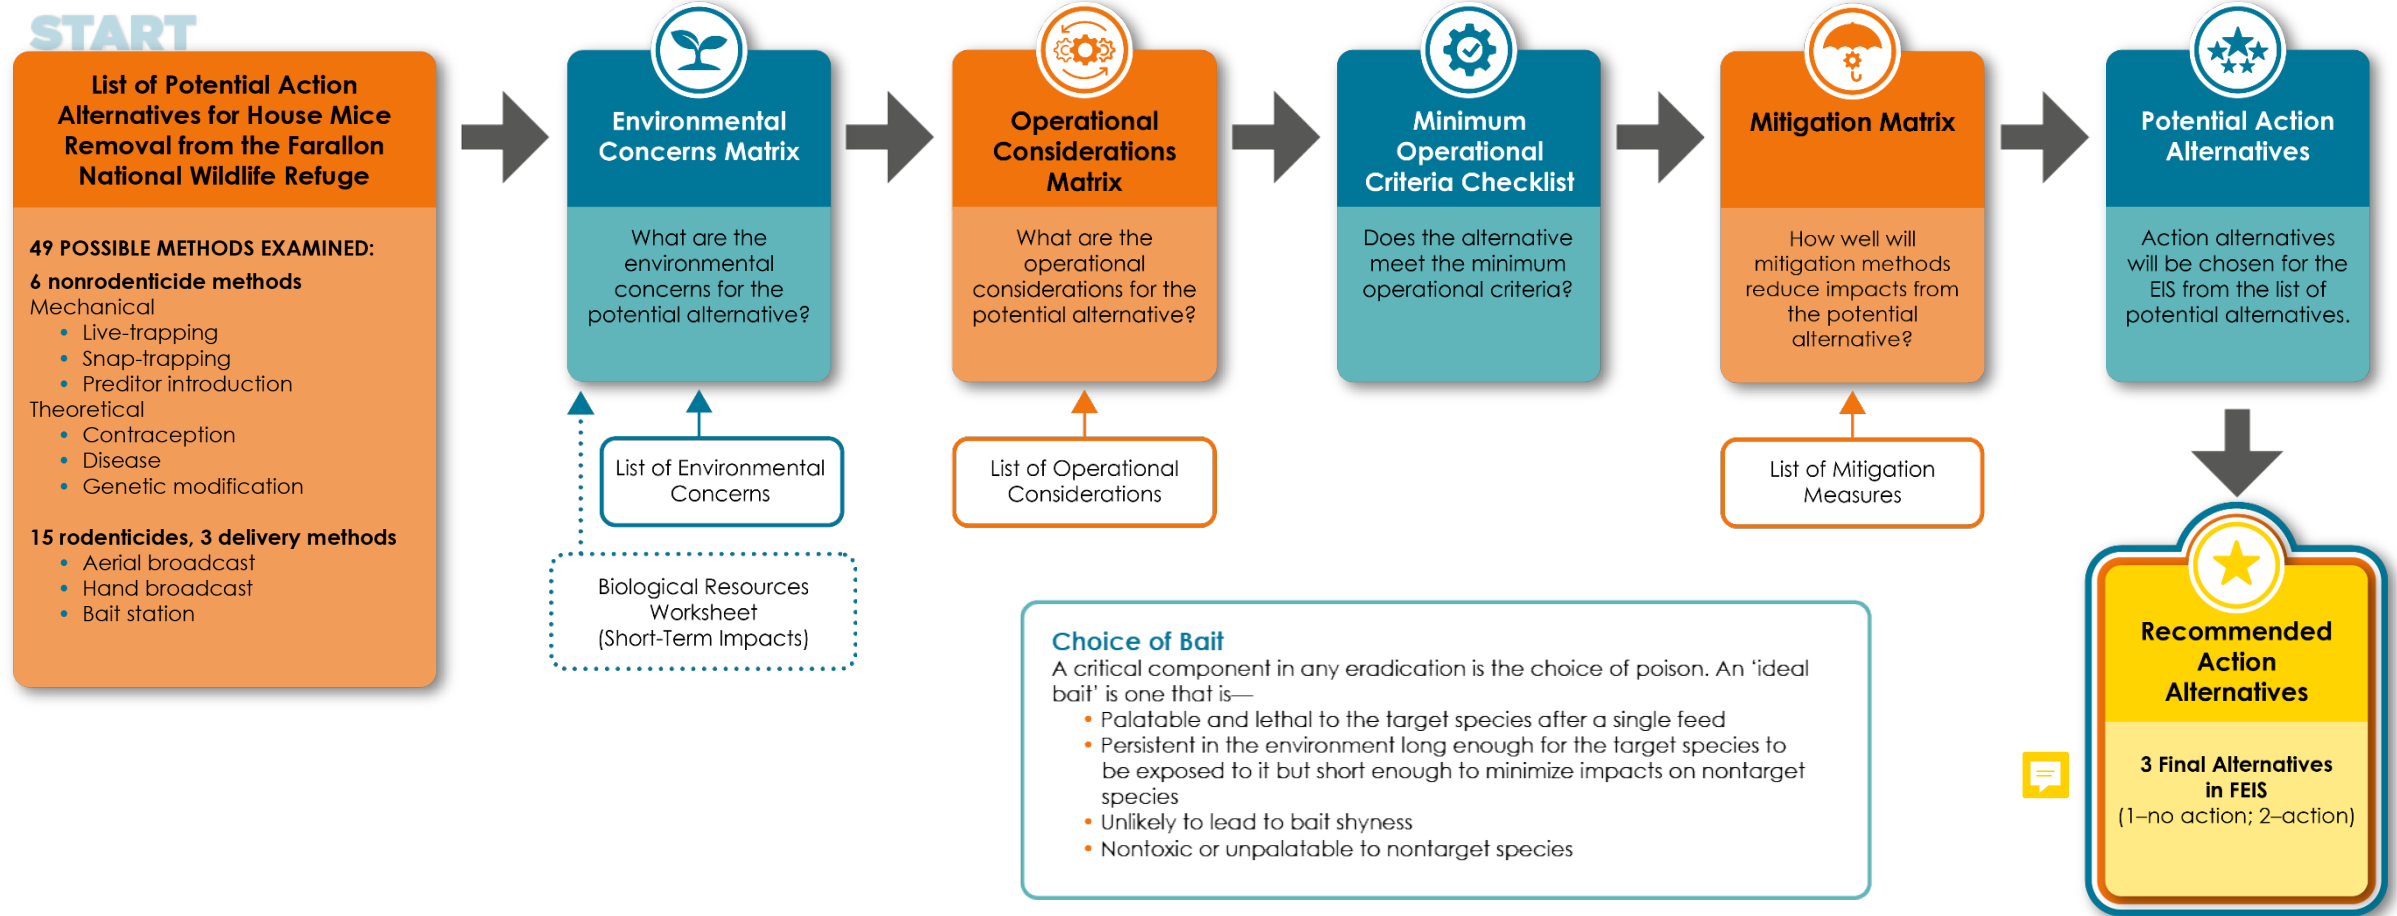 START
List of Potential Action
Alternatives for House Mice
Removal from the Farallon
National Wildlife Refuge
49 POSSIBLE METHODS EXAMINED:
6 nonrodenticide methods
Mechanical
• Live-trapping
• Snap-trapping
• Preditor introduction
Theoretical
• Contraception
• Disease
• Genetic modification
15 rodenticides, 3 delivery methods
• Aerial broadcast
• Hand broadcast
• Bait station
Environmental
Concerns Matrix
What are the
environmental
concerns for the
potential alternative?
List of Environmental
Concerns
Biological Resources
Worksheet
(Short-Term Impacts)
Operational
Considerations
Matrix
What are the
operational
considerations for the
potential alternative?
List of Operational
Considerations
Minimum
Operational
Criteria Checklist
Does the alternative
meet the minimum
operational criteria?
Mitigation Matrix
How well will
mitigation methods
reduce impacts from
the potential
alternative?
List of Mitigation
Measures
Potential Action
Alternatives
Action alternatives
will be chosen for the
EIS from the list of
potential alternatives.
Choice of Bait
A critical component in any eradication is the choice of poison. An ‘ideal
bait’ is one that is—
• Palatable and lethal to the target species after a single feed
• Persistent in the environment long enough for the target species to
be exposed to it but short enough to minimize impacts on nontarget
species
• Unlikely to lead to bait shyness
• Nontoxic or unpalatable to nontarget species
Recommended
Action
Alternatives
3 Final Alternatives
in FEIS
(1–no action; 2–action)